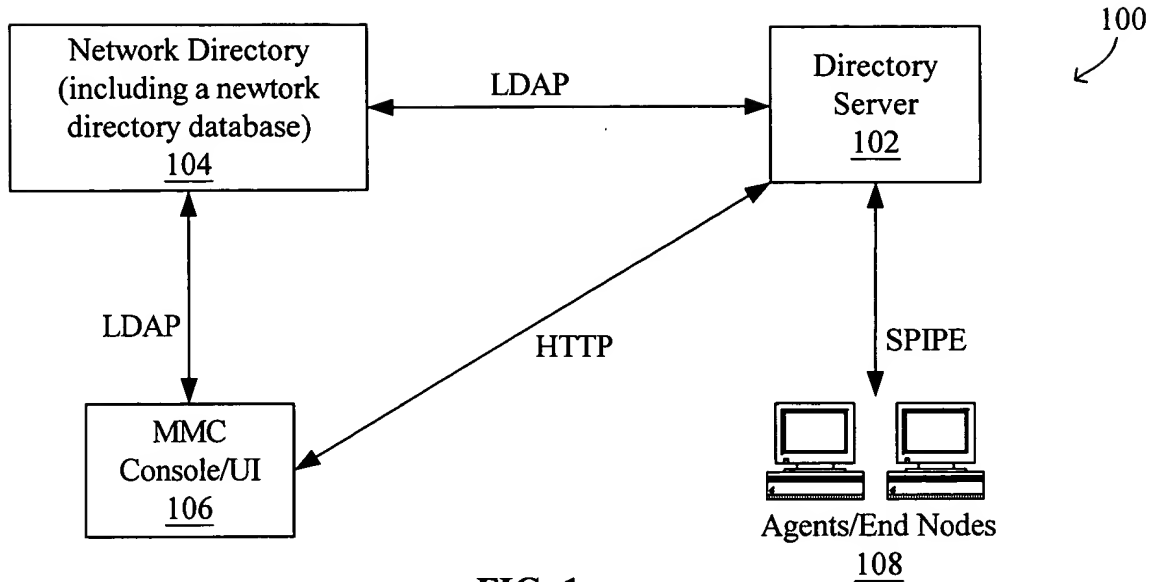 100
Network Directory
(including a newtork
directory database)
104
LDAP
Directory
Server
102
LDAP
HTTP
SPIPE
MMC
Console/UI
106
Agents/End Nodes
108
FIG. 1